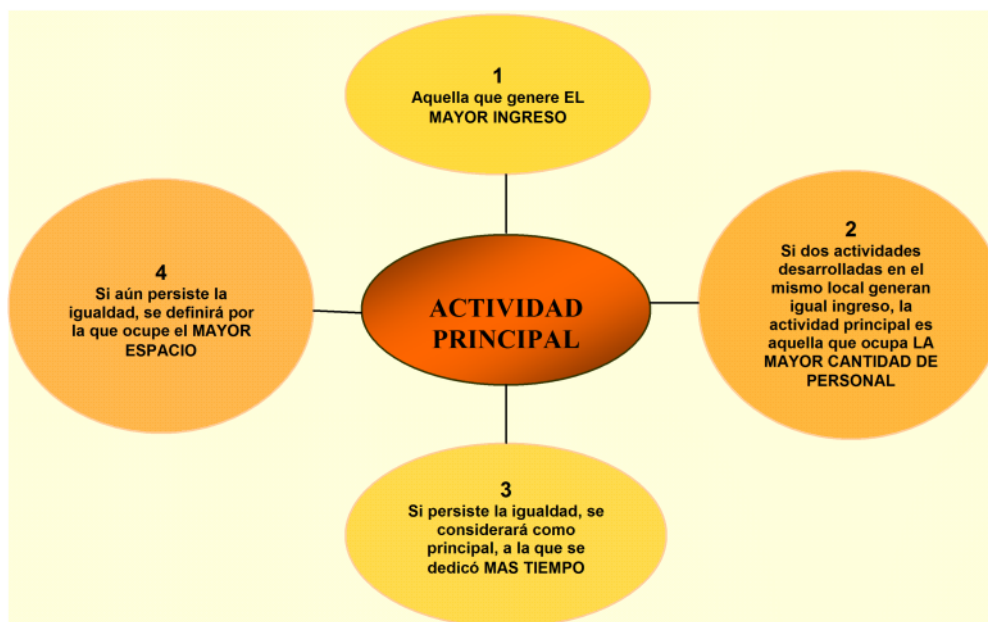 1
Aquella que genere EL
MAYOR INGRESO
2
Si dos actividades
desarrolladas en el
mismo local generan
igual ingreso, la
actividad principal es
aquella que ocupa LA
MAYOR CANTIDAD DE
PERSONAL
4
Si aún persiste la
igualdad, se definirá por
la que ocupe el MAYOR
ESPACIO
ACTIVIDAD
PRINCIPAL
3
Si persiste la igualdad, se
considerará como
principal, a la que se
dedicó MAS TIEMPO